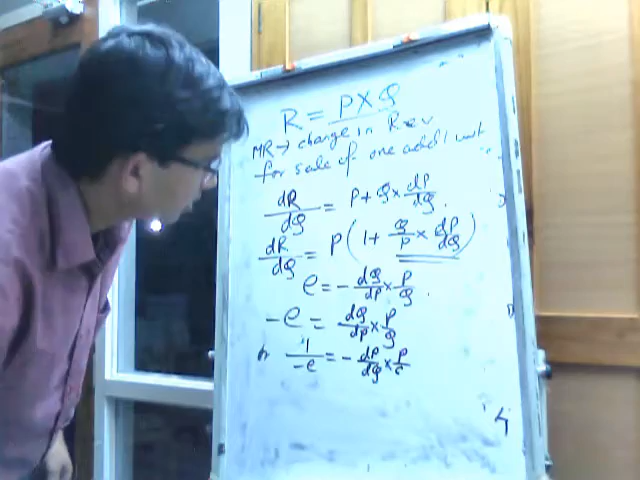 R = P X Q
MR → change in Rev
for sale of one addl unit
dR/dQ = P + Q × dP/dQ .
dR/dQ = P ( 1 + Q/P × dP/dQ )
e = - dQ/dP × P/Q .
-e = dQ/dP × P/Q
1/-e = - dP/dQ × P/